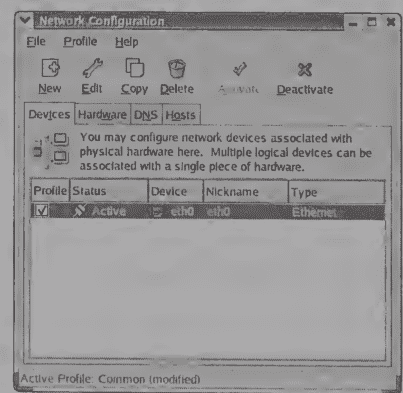 Network Configuration
File Profile Help
New Edit Copy Delete Activate Deactivate
Devices Hardware DNS Hosts
You may configure network devices associated with
physical hardware here. Multiple logical devices can be
associated with a single piece of hardware.
Profile Status Device Nickname Type
Active eth0 eth0 Ethernet
Active Profile: Common (modified)